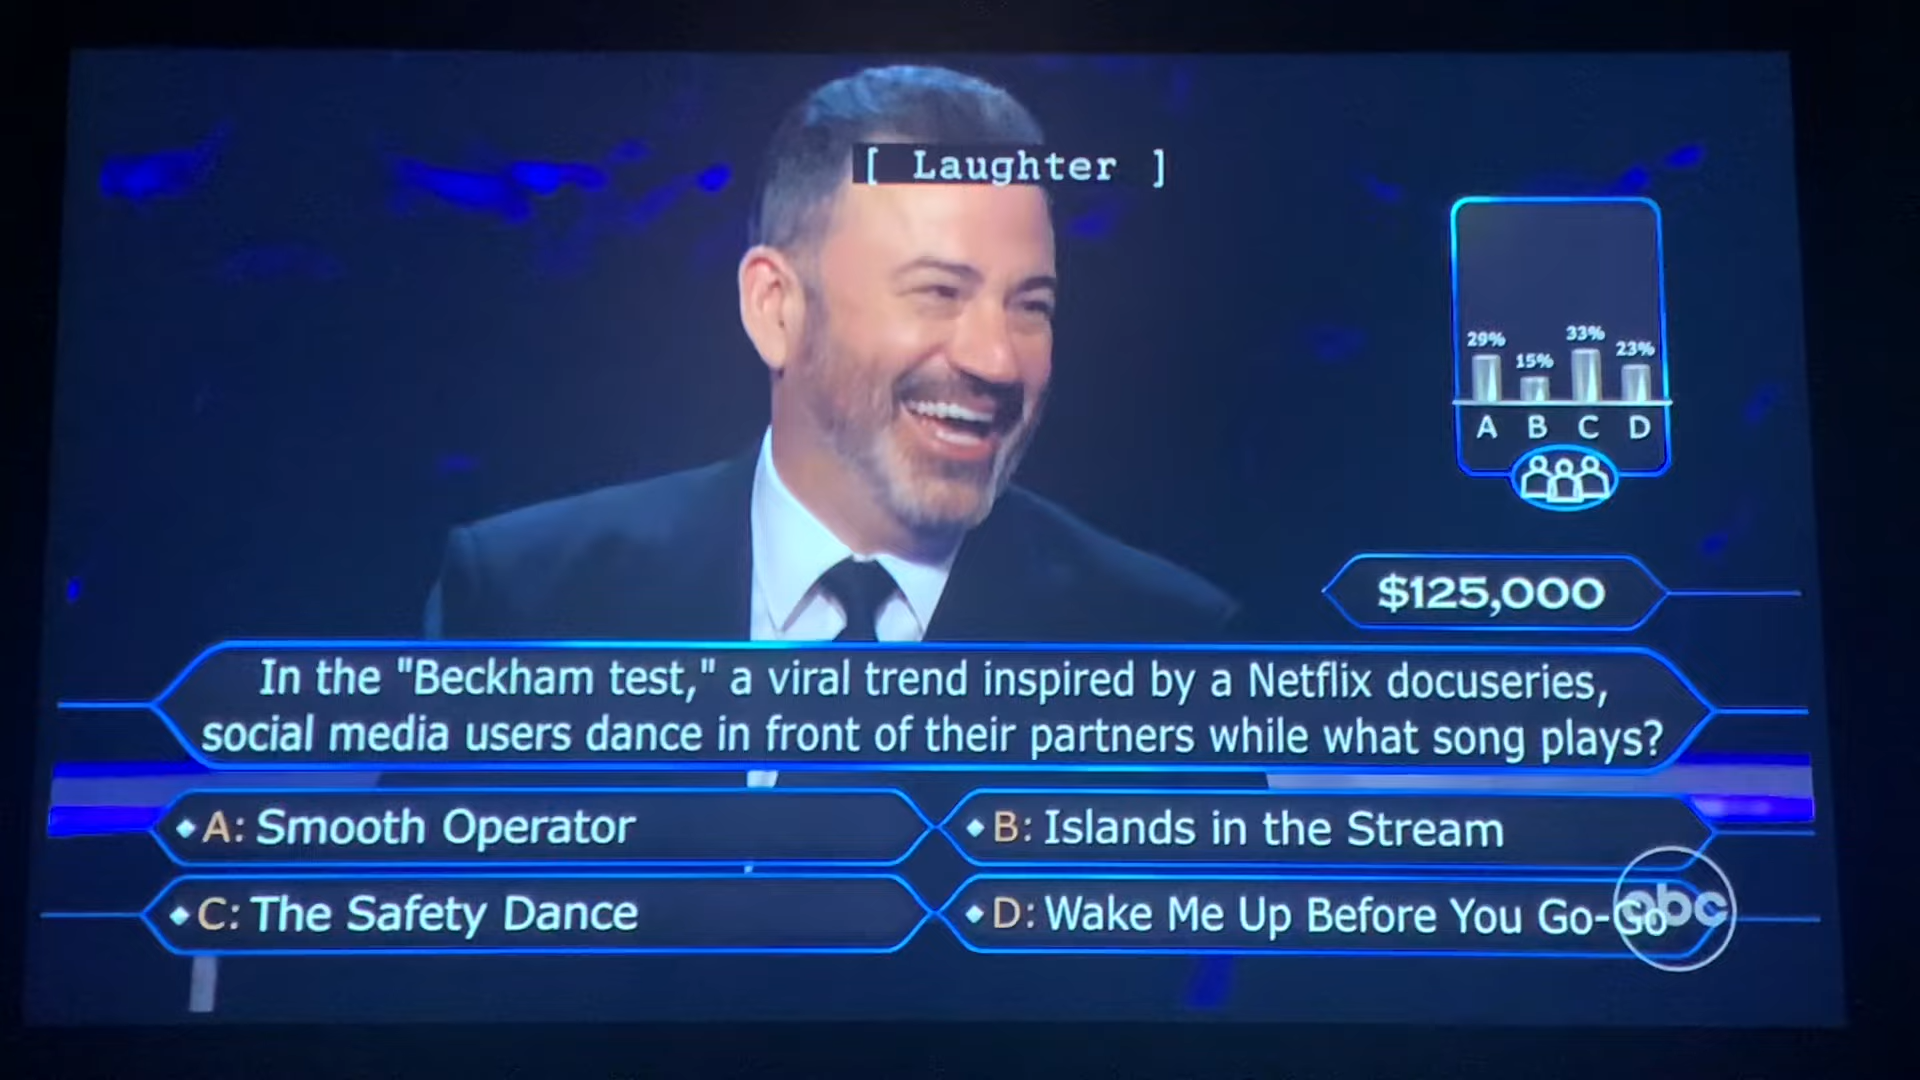 [ Laughter ]
29%
15%
33%
23%
A B C D
$125,000
In the "Beckham test," a viral trend inspired by a Netflix docuseries,
social media users dance in front of their partners while what song plays?
A: Smooth Operator
B: Islands in the Stream
C: The Safety Dance
D: Wake Me Up Before You Go-Go
abc